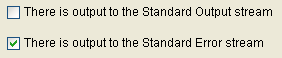 There is output to the Standard Output stream
There is output to the Standard Error stream